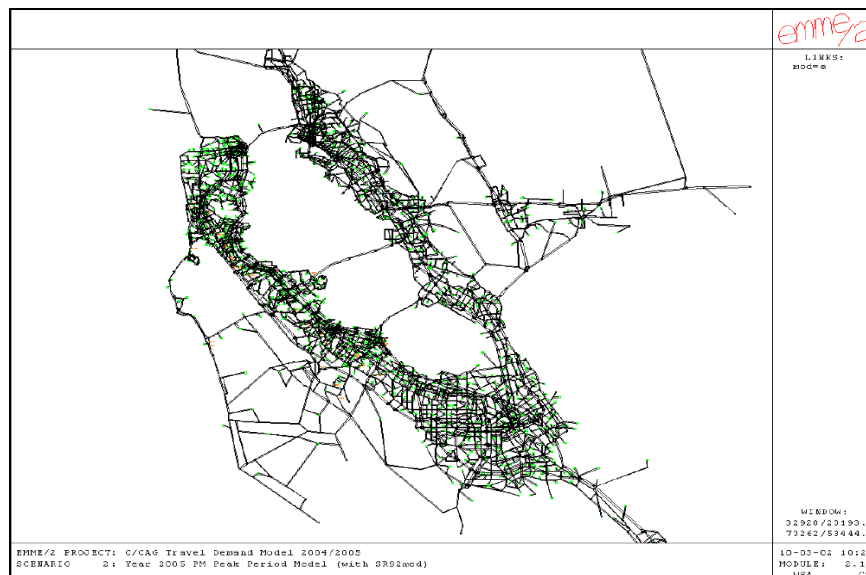 emme/2
LINKS:
mod=a
WINDOW:
32920/23193.
73262/53444.
EMME/2 PROJECT: C/CAG Travel Demand Model 2004/2005
SCENARIO 2: Year 2005 PM Peak Period Model (with SR92mod)
10-03-02 10:2
MODULE: 2.1